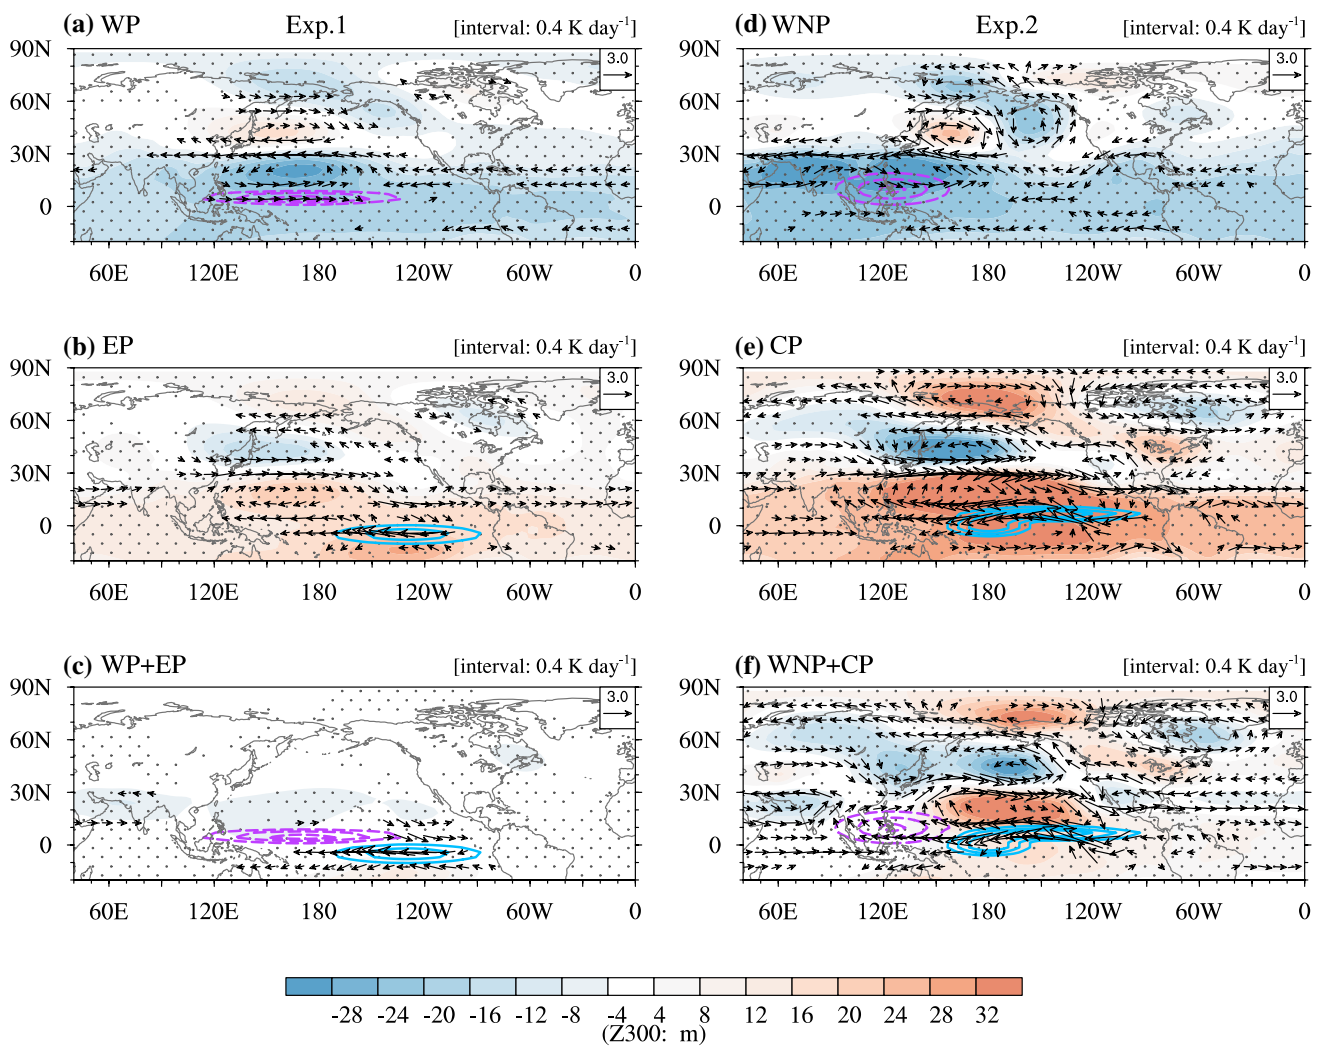 (a) WP Exp.1 [interval: 0.4 K day⁻¹]
3.0
90N
60N
30N
0
60E 120E 180 120W 60W 0
(d) WNP Exp.2 [interval: 0.4 K day⁻¹]
3.0
90N
60N
30N
0
60E 120E 180 120W 60W 0
(b) EP [interval: 0.4 K day⁻¹]
3.0
90N
60N
30N
0
60E 120E 180 120W 60W 0
(e) CP [interval: 0.4 K day⁻¹]
3.0
90N
60N
30N
0
60E 120E 180 120W 60W 0
(c) WP+EP [interval: 0.4 K day⁻¹]
3.0
90N
60N
30N
0
60E 120E 180 120W 60W 0
(f) WNP+CP [interval: 0.4 K day⁻¹]
3.0
90N
60N
30N
0
60E 120E 180 120W 60W 0
-28 -24 -20 -16 -12 -8 -4 4 8 12 16 20 24 28 32
(Z300: m)